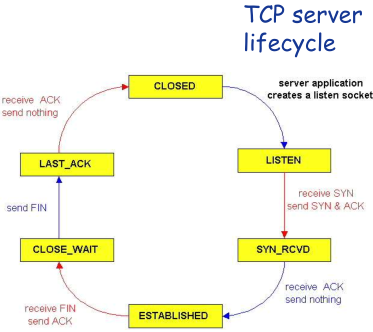 TCP server
lifecycle
CLOSED
server application
creates a listen socket
receive ACK
send nothing
LAST_ACK
LISTEN
receive SYN
send SYN & ACK
send FIN
CLOSE_WAIT
SYN_RCVD
receive ACK
send nothing
receive FIN
send ACK
ESTABLISHED